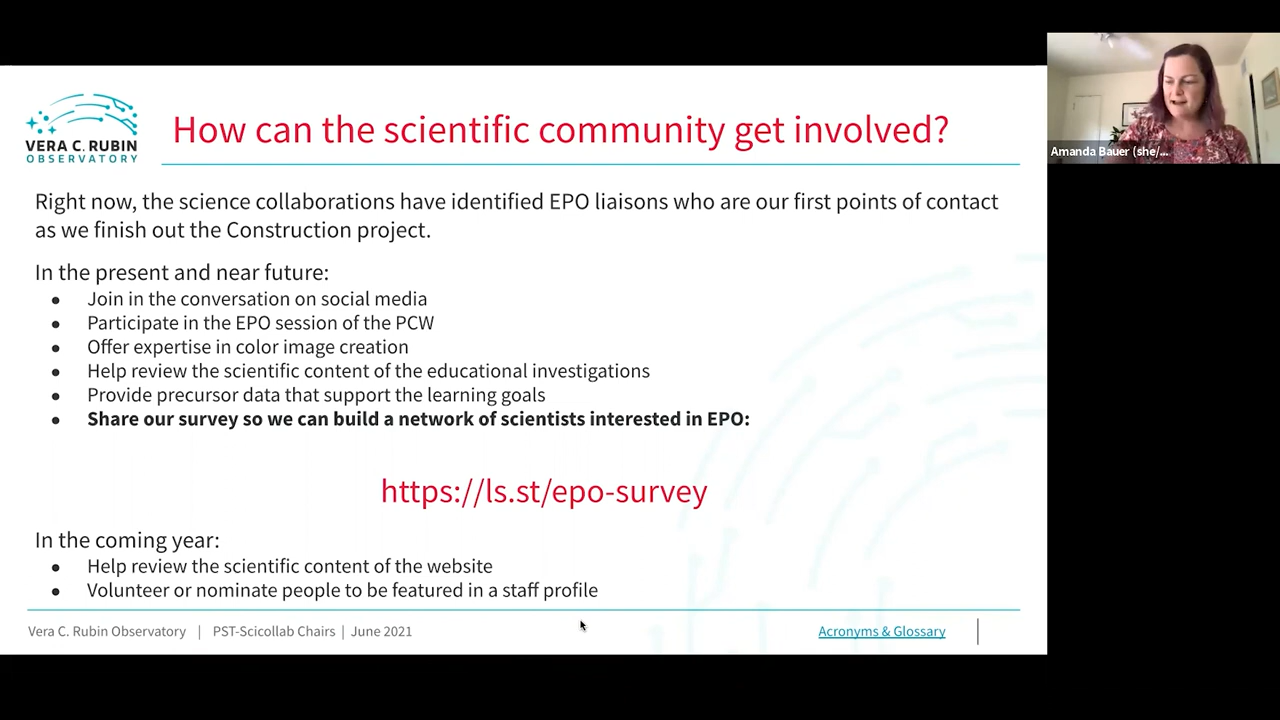 VERA C. RUBIN
OBSERVATORY
How can the scientific community get involved?
Amanda Bauer (she/...
Right now, the science collaborations have identified EPO liaisons who are our first points of contact
as we finish out the Construction project.
In the present and near future:
● Join in the conversation on social media
● Participate in the EPO session of the PCW
● Offer expertise in color image creation
● Help review the scientific content of the educational investigations
● Provide precursor data that support the learning goals
● Share our survey so we can build a network of scientists interested in EPO:
https://ls.st/epo-survey
In the coming year:
● Help review the scientific content of the website
● Volunteer or nominate people to be featured in a staff profile
Vera C. Rubin Observatory | PST-Scicollab Chairs | June 2021
Acronyms & Glossary